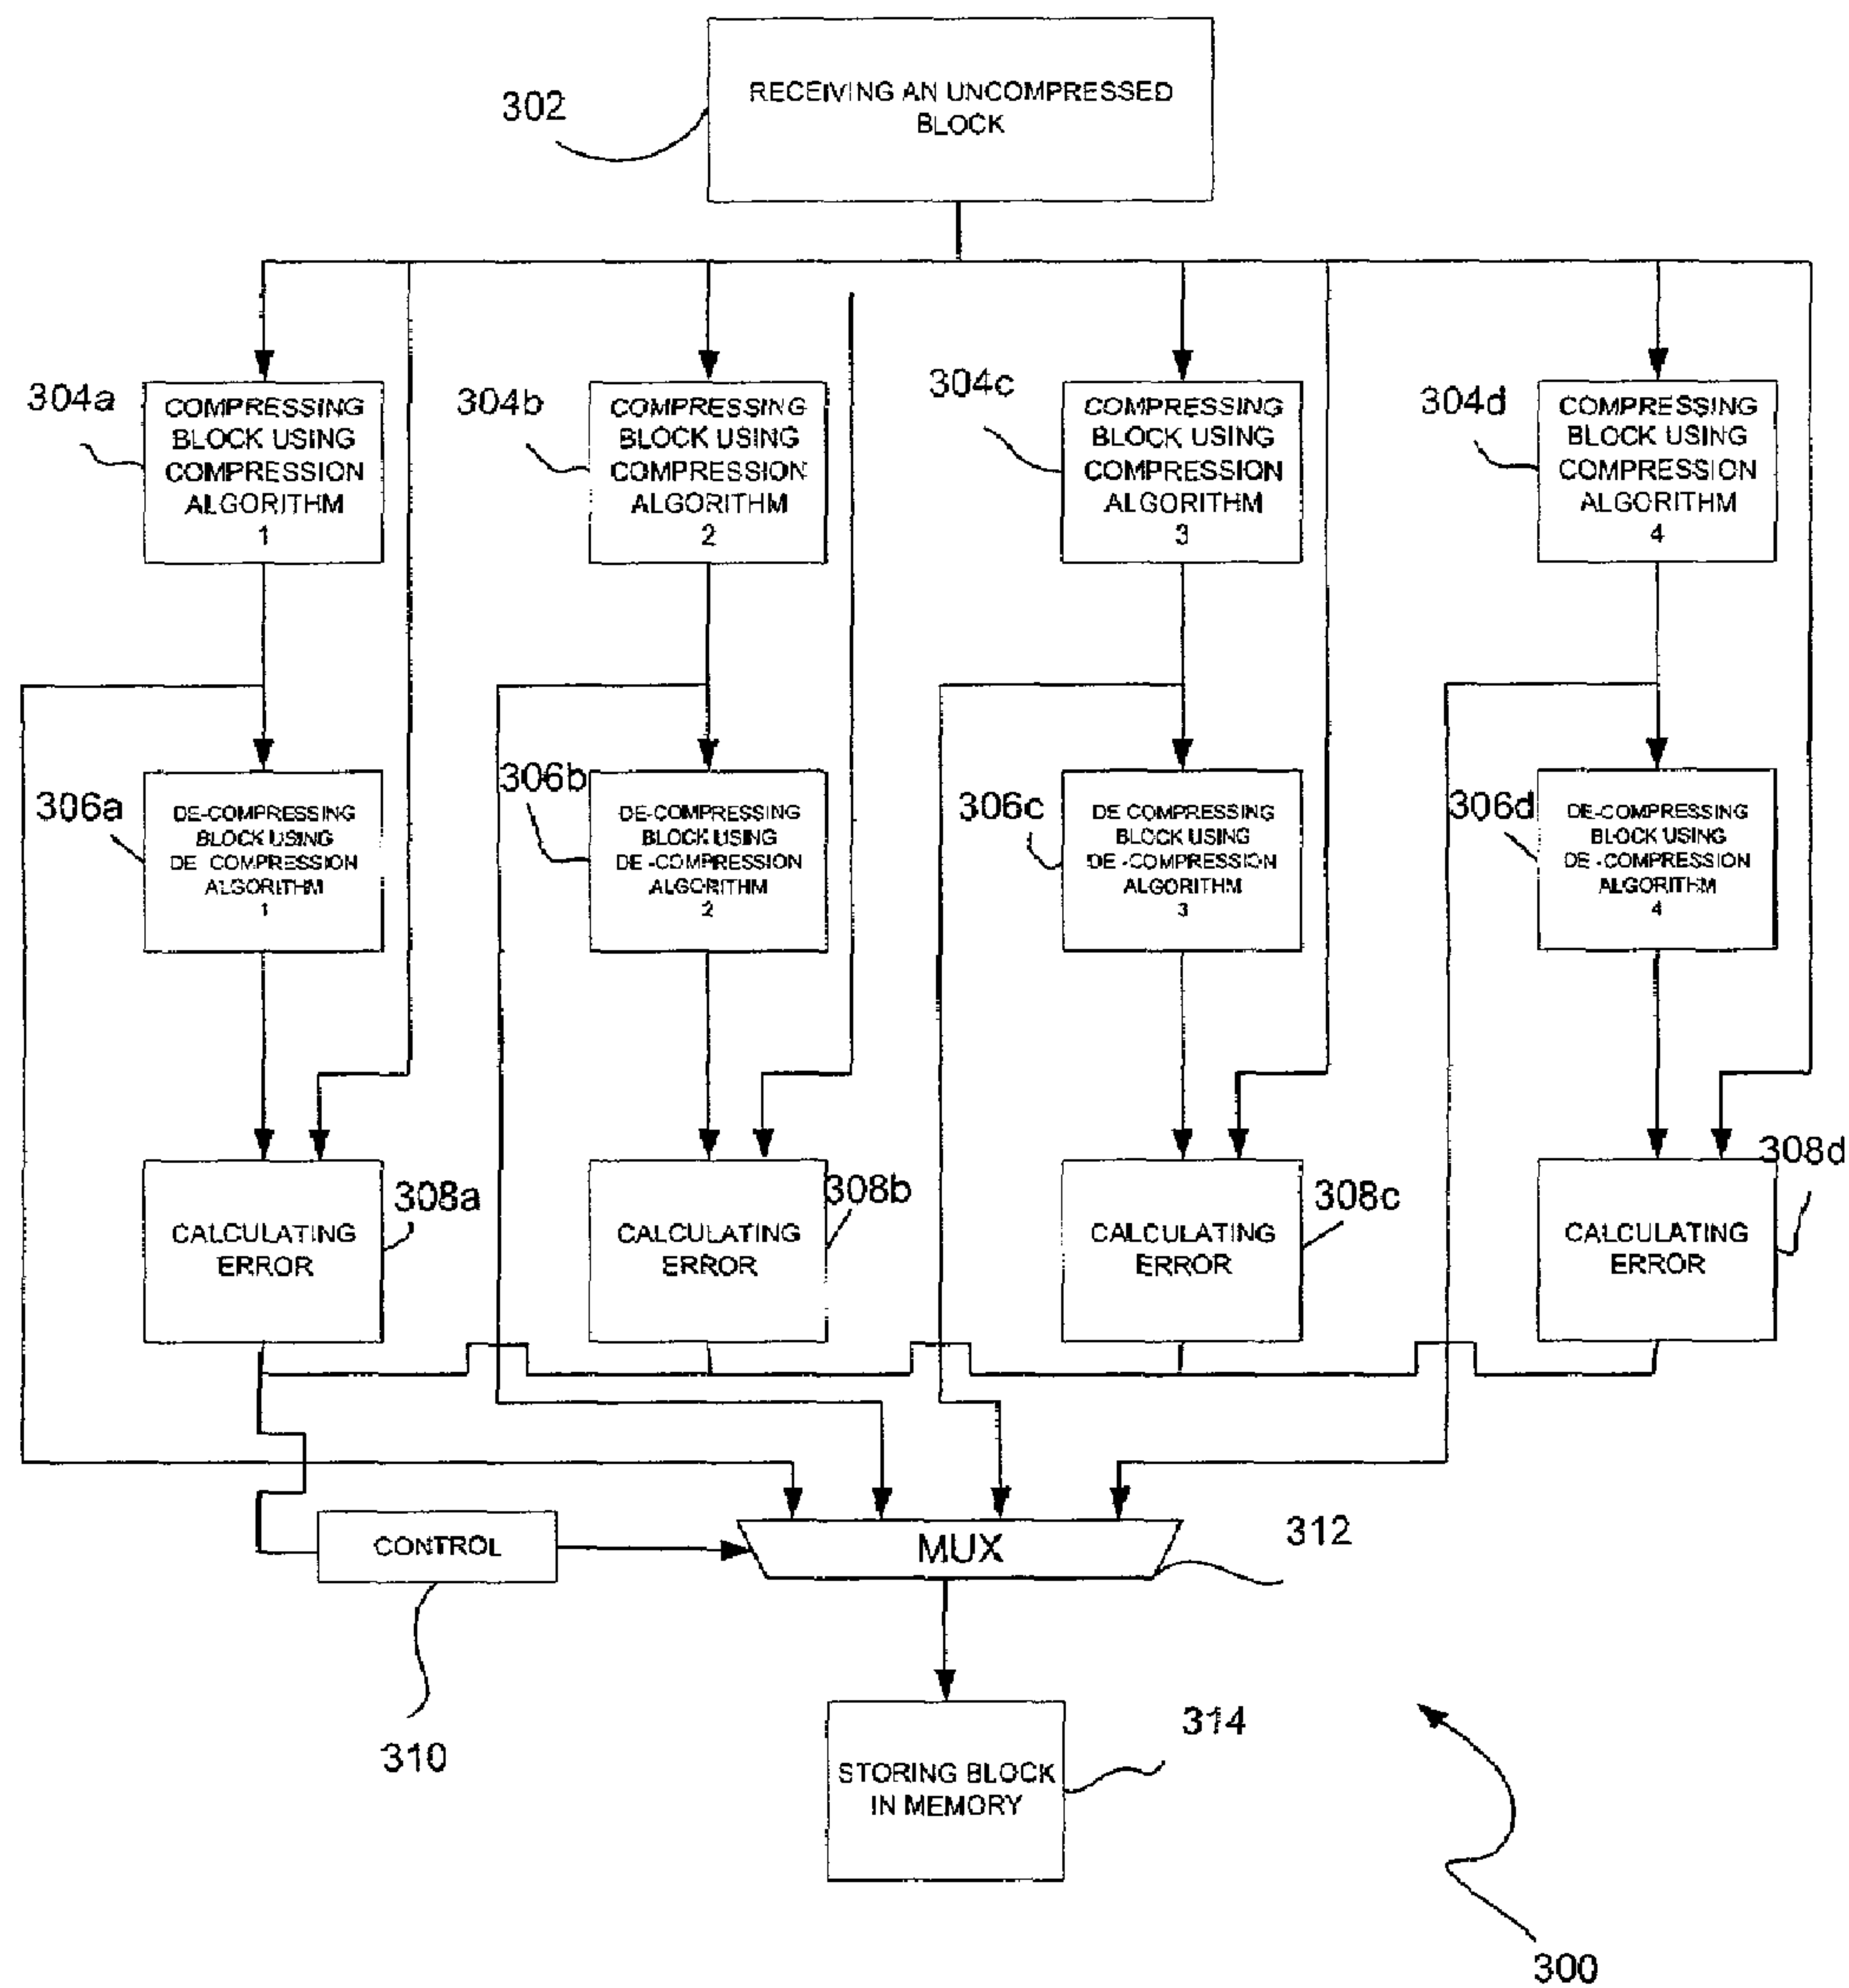 RECEIVING AN UNCOMPRESSED
BLOCK
302
304a
COMPRESSING
BLOCK USING
COMPRESSION
ALGORITHM
1
304b
COMPRESSING
BLOCK USING
COMPRESSION
ALGORITHM
2
304c
COMPRESSING
BLOCK USING
COMPRESSION
ALGORITHM
3
304d
COMPRESSING
BLOCK USING
COMPRESSION
ALGORITHM
4
306a
DE-COMPRESSING
BLOCK USING
DE COMPRESSION
ALGORITHM
1
306b
DE-COMPRESSING
BLOCK USING
DE-COMPRESSION
ALGORITHM
2
306c
DE COMPRESSING
BLOCK USING
DE-COMPRESSION
ALGORITHM
3
306d
DE-COMPRESSING
BLOCK USING
DE-COMPRESSION
ALGORITHM
4
308a
CALCULATING
ERROR
308b
CALCULATING
ERROR
308c
CALCULATING
ERROR
308d
CALCULATING
ERROR
CONTROL
310
MUX
312
STORING BLOCK
IN MEMORY
314
300